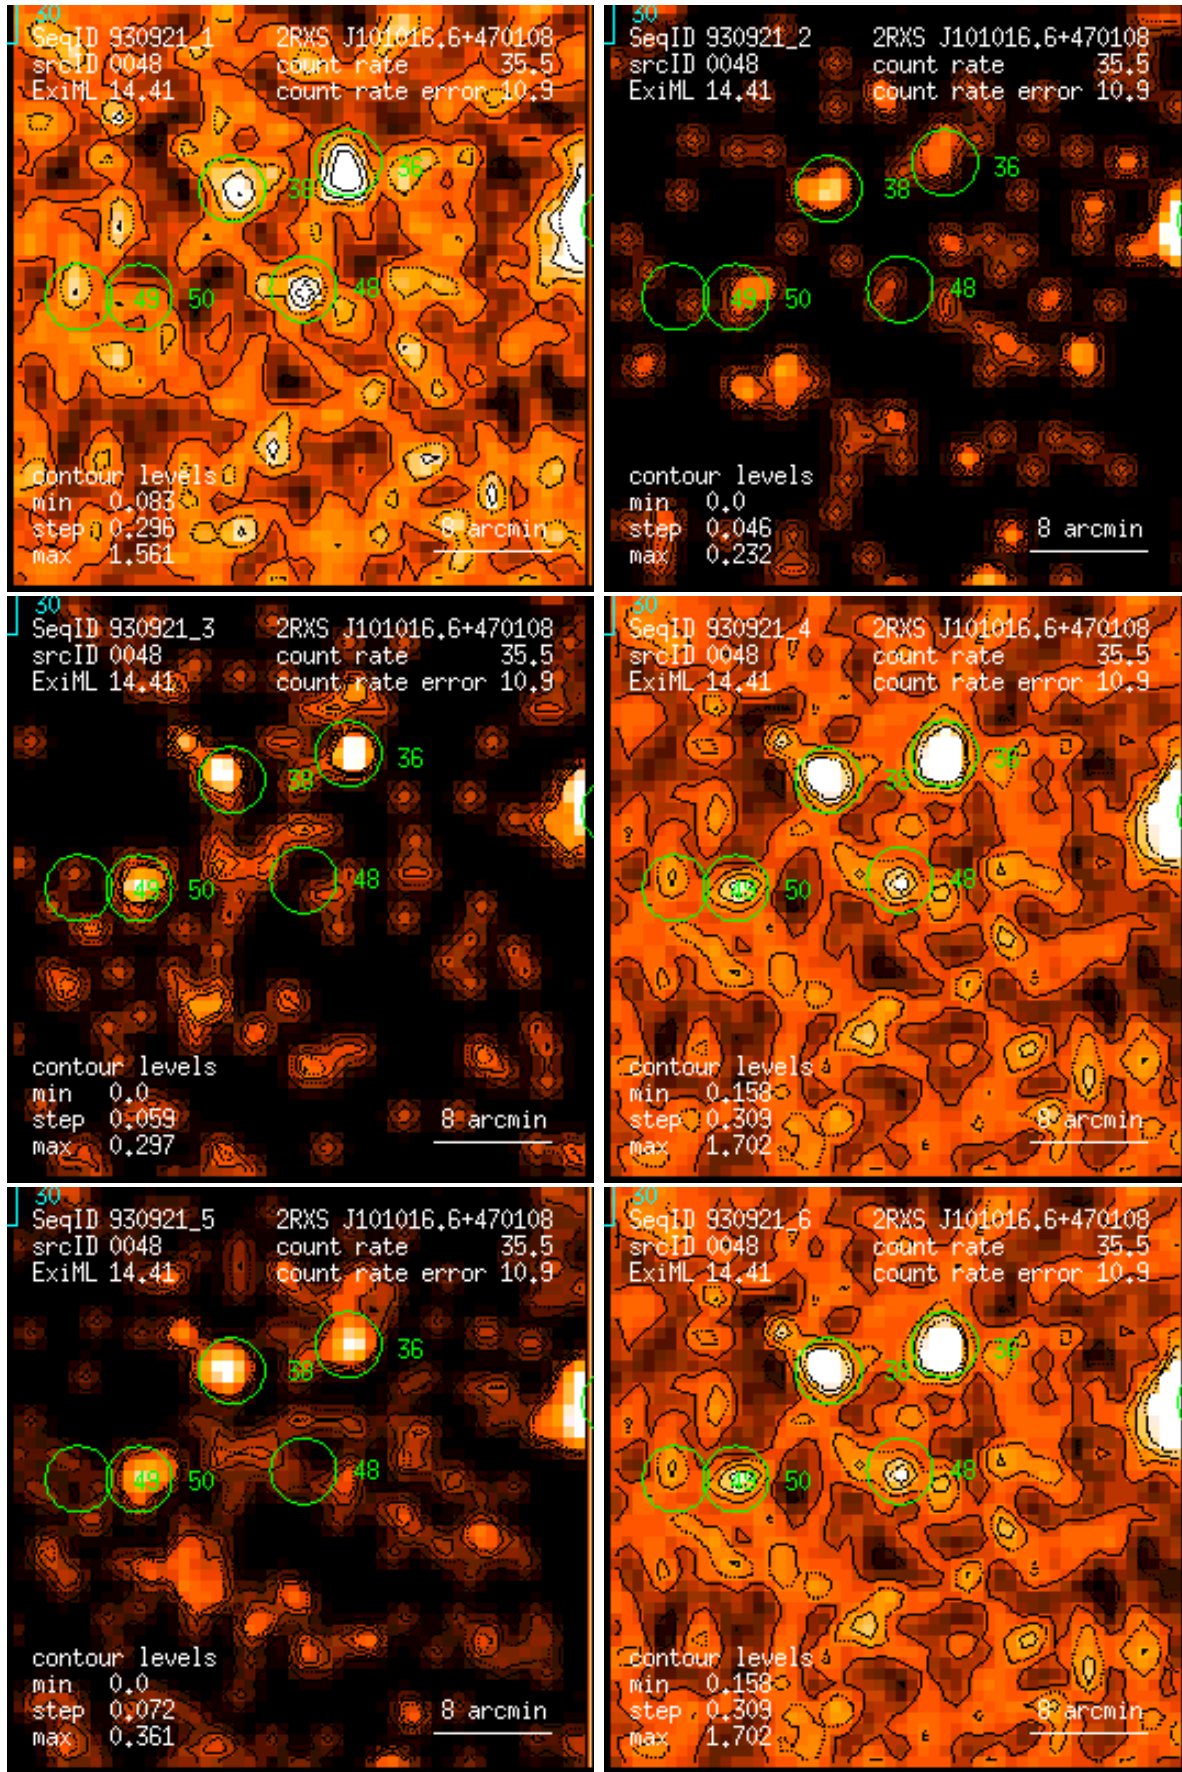 30
SeqID 930921_1 2RXS J101016.6+470108
srcID 0048 count rate 35.5
ExiML 14.41 count rate error 10.9
36
38
48
49 50
contour levels
min 0.083
step 0.296 8 arcmin
max 1.561
30
SeqID 930921_2 2RXS J101016.6+470108
srcID 0048 count rate 35.5
ExiML 14.41 count rate error 10.9
36
38
48
49 50
contour levels
min 0.0
step 0.046 8 arcmin
max 0.232
30
SeqID 930921_3 2RXS J101016.6+470108
srcID 0048 count rate 35.5
ExiML 14.41 count rate error 10.9
36
38
48
49 50
contour levels
min 0.0
step 0.059 8 arcmin
max 0.297
30
SeqID 930921_4 2RXS J101016.6+470108
srcID 0048 count rate 35.5
ExiML 14.41 count rate error 10.9
36
38
48
49 50
contour levels
min 0.158
step 0.309 8 arcmin
max 1.702
30
SeqID 930921_5 2RXS J101016.6+470108
srcID 0048 count rate 35.5
ExiML 14.41 count rate error 10.9
36
38
48
49 50
contour levels
min 0.0
step 0.072 8 arcmin
max 0.361
30
SeqID 930921_6 2RXS J101016.6+470108
srcID 0048 count rate 35.5
ExiML 14.41 count rate error 10.9
36
38
48
49 50
contour levels
min 0.158
step 0.309 8 arcmin
max 1.702